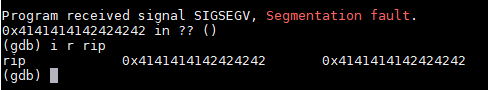 Program received signal SIGSEGV, Segmentation fault.
0x4141414142424242 in ?? ()
(gdb) i r rip
rip            0x4141414142424242       0x4141414142424242
(gdb)